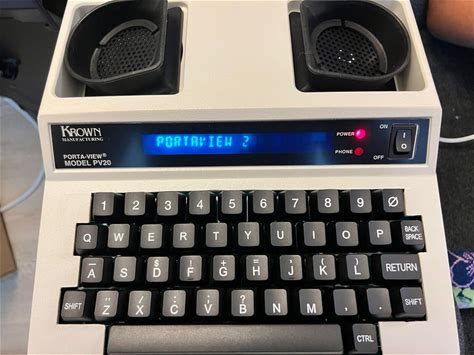 KROWN
MANUFACTURING
PORTA-VIEW®
MODEL PV20
PORTAVIEW 2
POWER
PHONE
ON
OFF
1 2 3 4 5 6 7 8 9 Ø
Q W E R T Y U I O P BACK SPACE
A S D F G H J K L RETURN
SHIFT Z X C V B N M SHIFT
CTRL